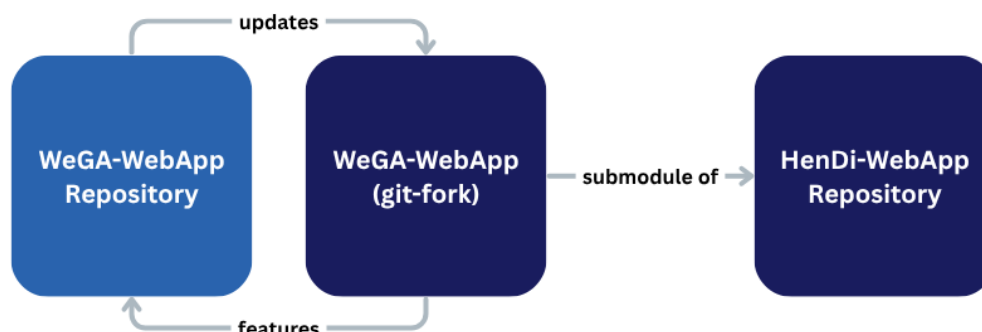 updates
WeGA-WebApp
Repository
WeGA-WebApp
(git-fork)
submodule of
HenDi-WebApp
Repository
features